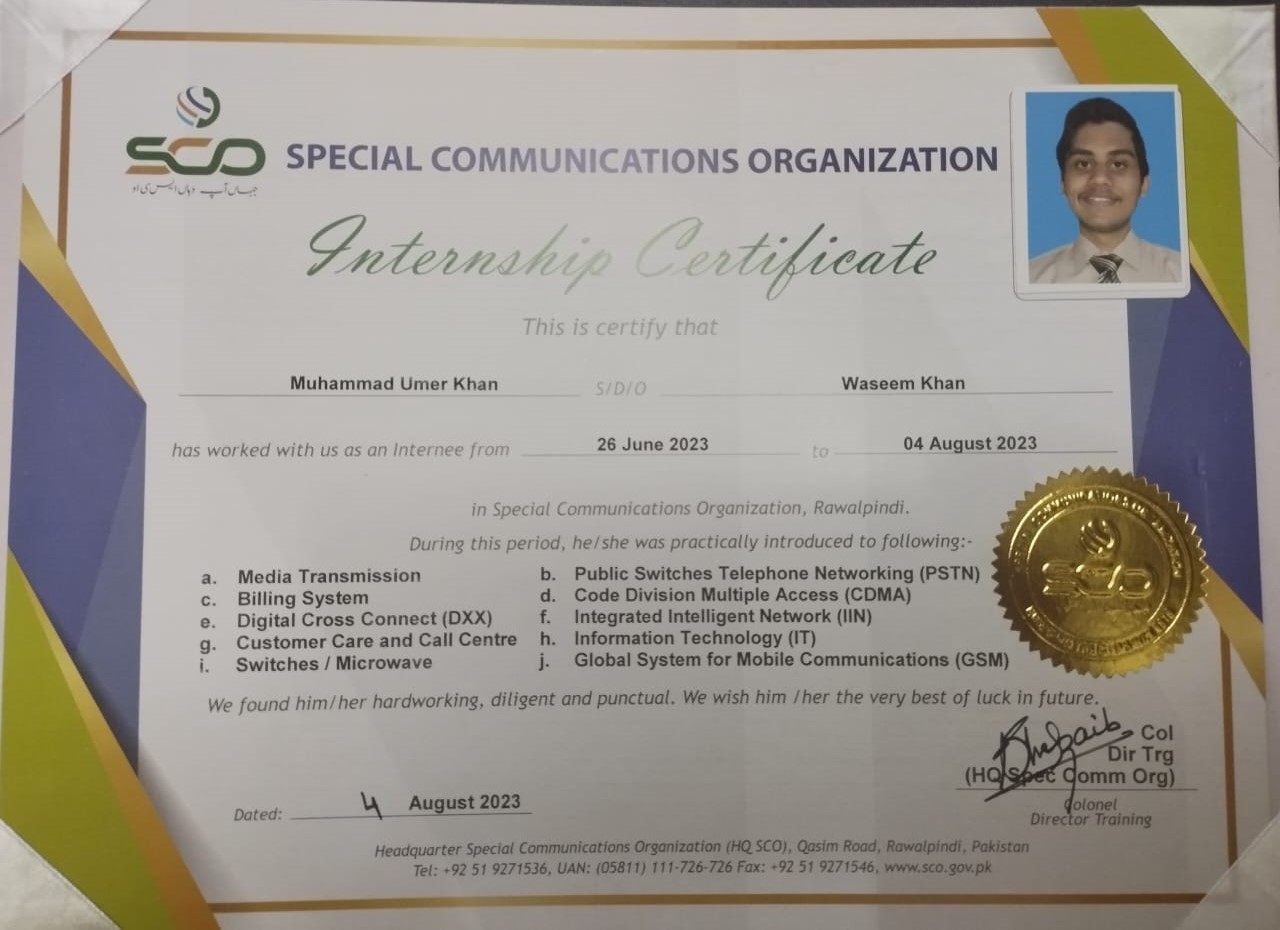 SCO
SPECIAL COMMUNICATIONS ORGANIZATION
جہاں آپ وہاں ایس سی او
Internship Certificate
This is certify that
Muhammad Umer Khan S/D/O Waseem Khan
has worked with us as an Internee from 26 June 2023 to 04 August 2023
in Special Communications Organization, Rawalpindi.
During this period, he/she was practically introduced to following:-
a. Media Transmission b. Public Switches Telephone Networking (PSTN)
c. Billing System d. Code Division Multiple Access (CDMA)
e. Digital Cross Connect (DXX) f. Integrated Intelligent Network (IIN)
g. Customer Care and Call Centre h. Information Technology (IT)
i. Switches / Microwave j. Global System for Mobile Communications (GSM)
SCO
We found him/her hardworking, diligent and punctual. We wish him /her the very best of luck in future.
Col
Dir Trg
(HQ Spec Comm Org)
Colonel
Director Training
Dated: 4 August 2023
Headquarter Special Communications Organization (HQ SCO), Qasim Road, Rawalpindi, Pakistan
Tel: +92 51 9271536, UAN: (05811) 111-726-726 Fax: +92 51 9271546, www.sco.gov.pk